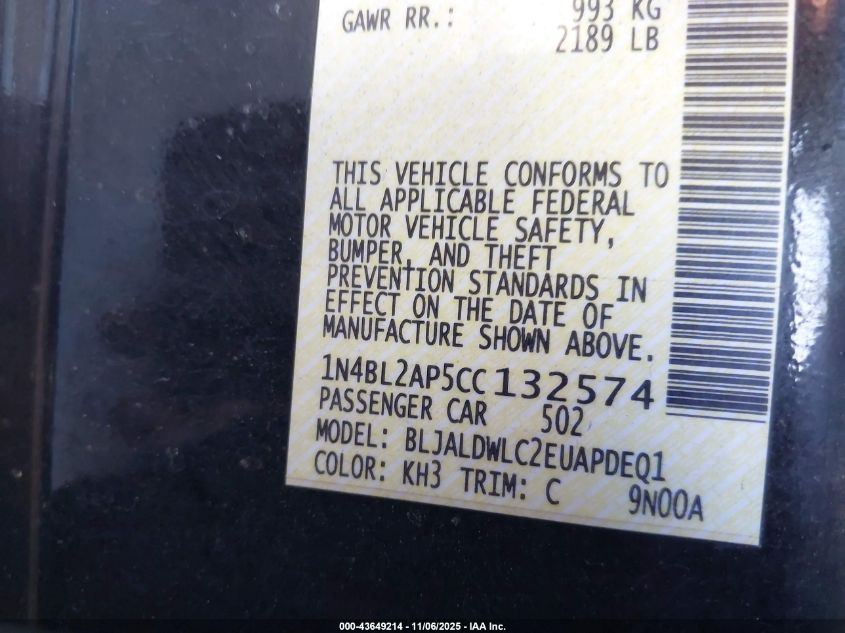 GAWR RR.: 993 KG
2189 LB
THIS VEHICLE CONFORMS TO
ALL APPLICABLE FEDERAL
MOTOR VEHICLE SAFETY,
BUMPER, AND THEFT
PREVENTION STANDARDS IN
EFFECT ON THE DATE OF
MANUFACTURE SHOWN ABOVE.
1N4BL2AP5CC132574
PASSENGER CAR 502
MODEL: BLJALDWLC2EUAPDEQ1
COLOR: KH3 TRIM: C 9N00A
000-43649214 - 11/06/2025 - IAA Inc.